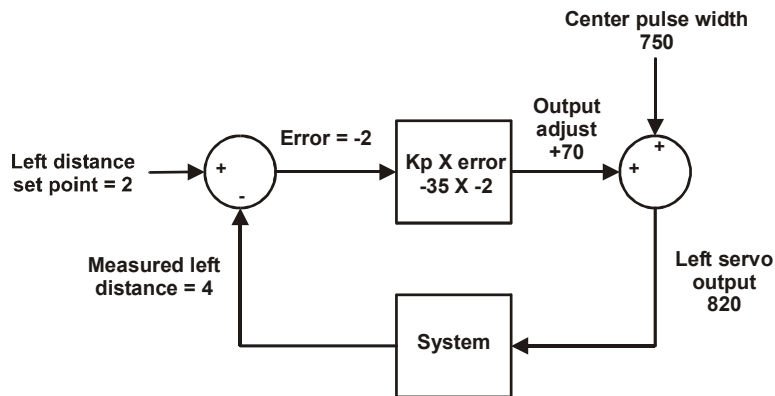 Center pulse width
750
Output
adjust
+70
Error = -2
Kp X error
-35 X -2
Left distance
set point = 2
+
-
+
+
Measured left
distance = 4
System
Left servo
output
820